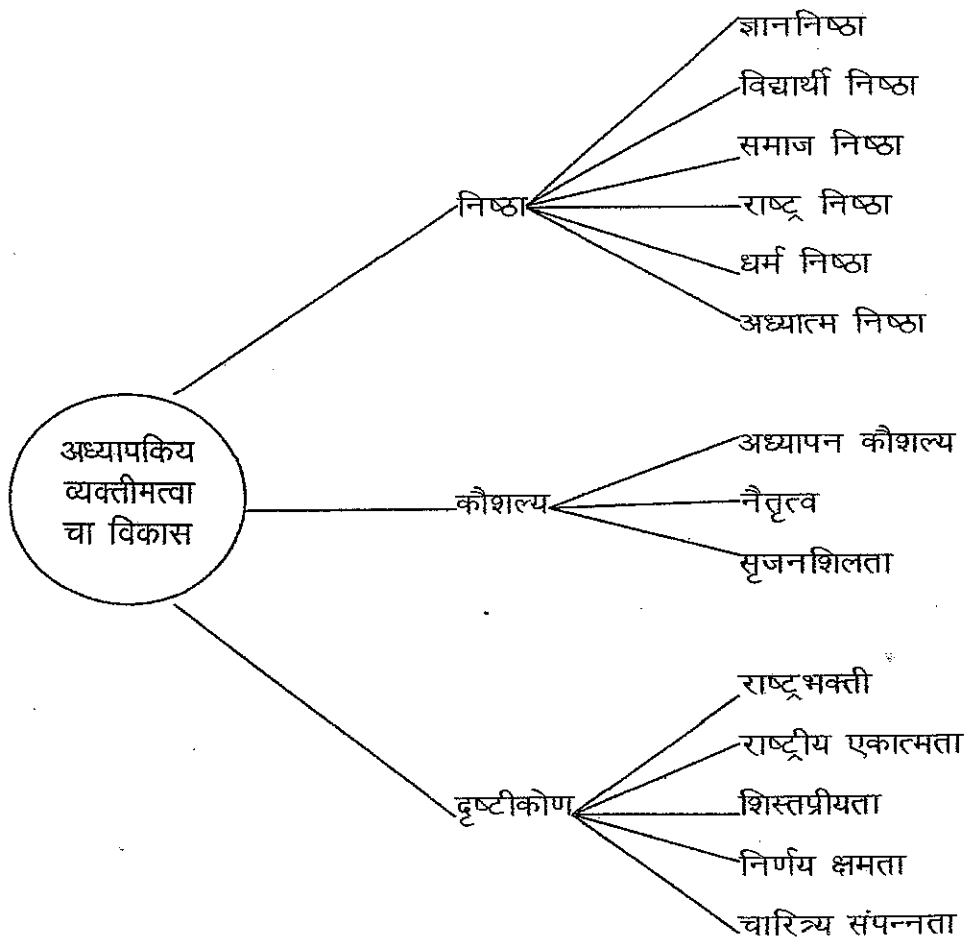 ज्ञाननिष्ठा
विद्यार्थी निष्ठा
समाज निष्ठा
निष्ठा
राष्ट्र निष्ठा
धर्म निष्ठा
अध्यात्म निष्ठा
अध्यापकिय
व्यक्तीमत्वा
चा विकास
अध्यापन कौशल्य
कौशल्य
नैतृत्व
सृजनशिलता
राष्ट्रभक्ती
राष्ट्रीय एकात्मता
दृष्टीकोण
शिस्तप्रीयता
निर्णय क्षमता
चारित्र्य संपन्नता